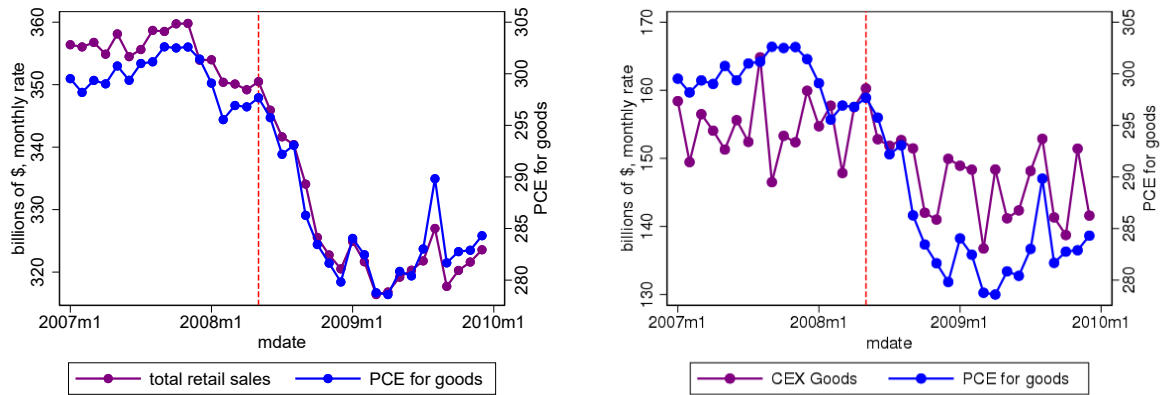 360
350
340
330
320
billions of $, monthly rate
305
300
295
290
285
280
PCE for goods
2007m1
2008m1
2009m1
2010m1
mdate
total retail sales
PCE for goods
170
160
150
140
130
billions of $, monthly rate
305
300
295
290
285
280
PCE for goods
2007m1
2008m1
2009m1
2010m1
mdate
CEX Goods
PCE for goods